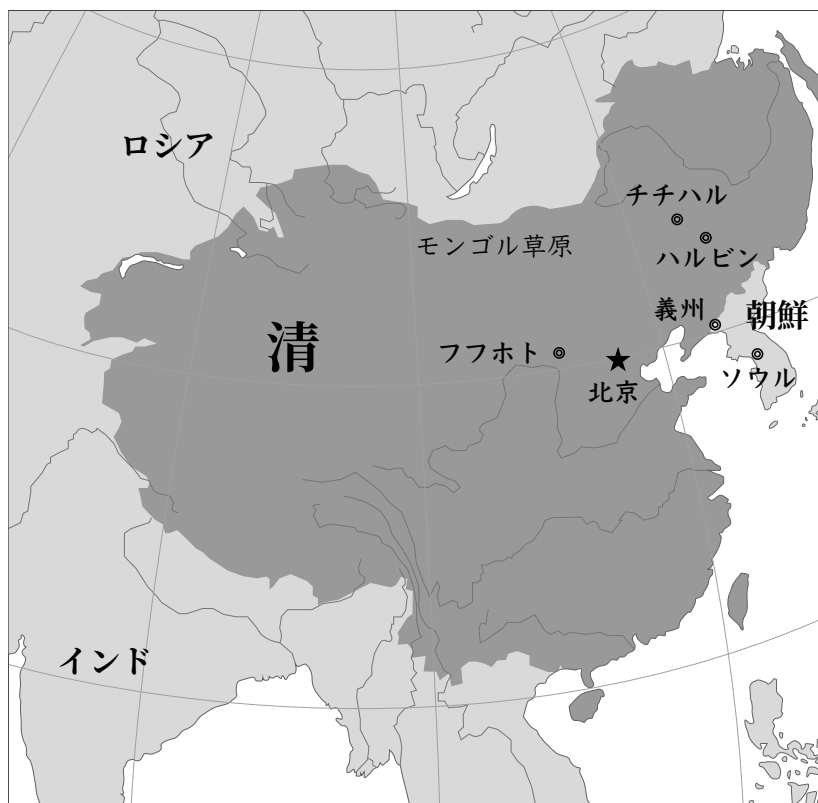 ロシア
チチハル
モンゴル草原
ハルビン
義州
朝鮮
清
フフホト
ソウル
北京
インド